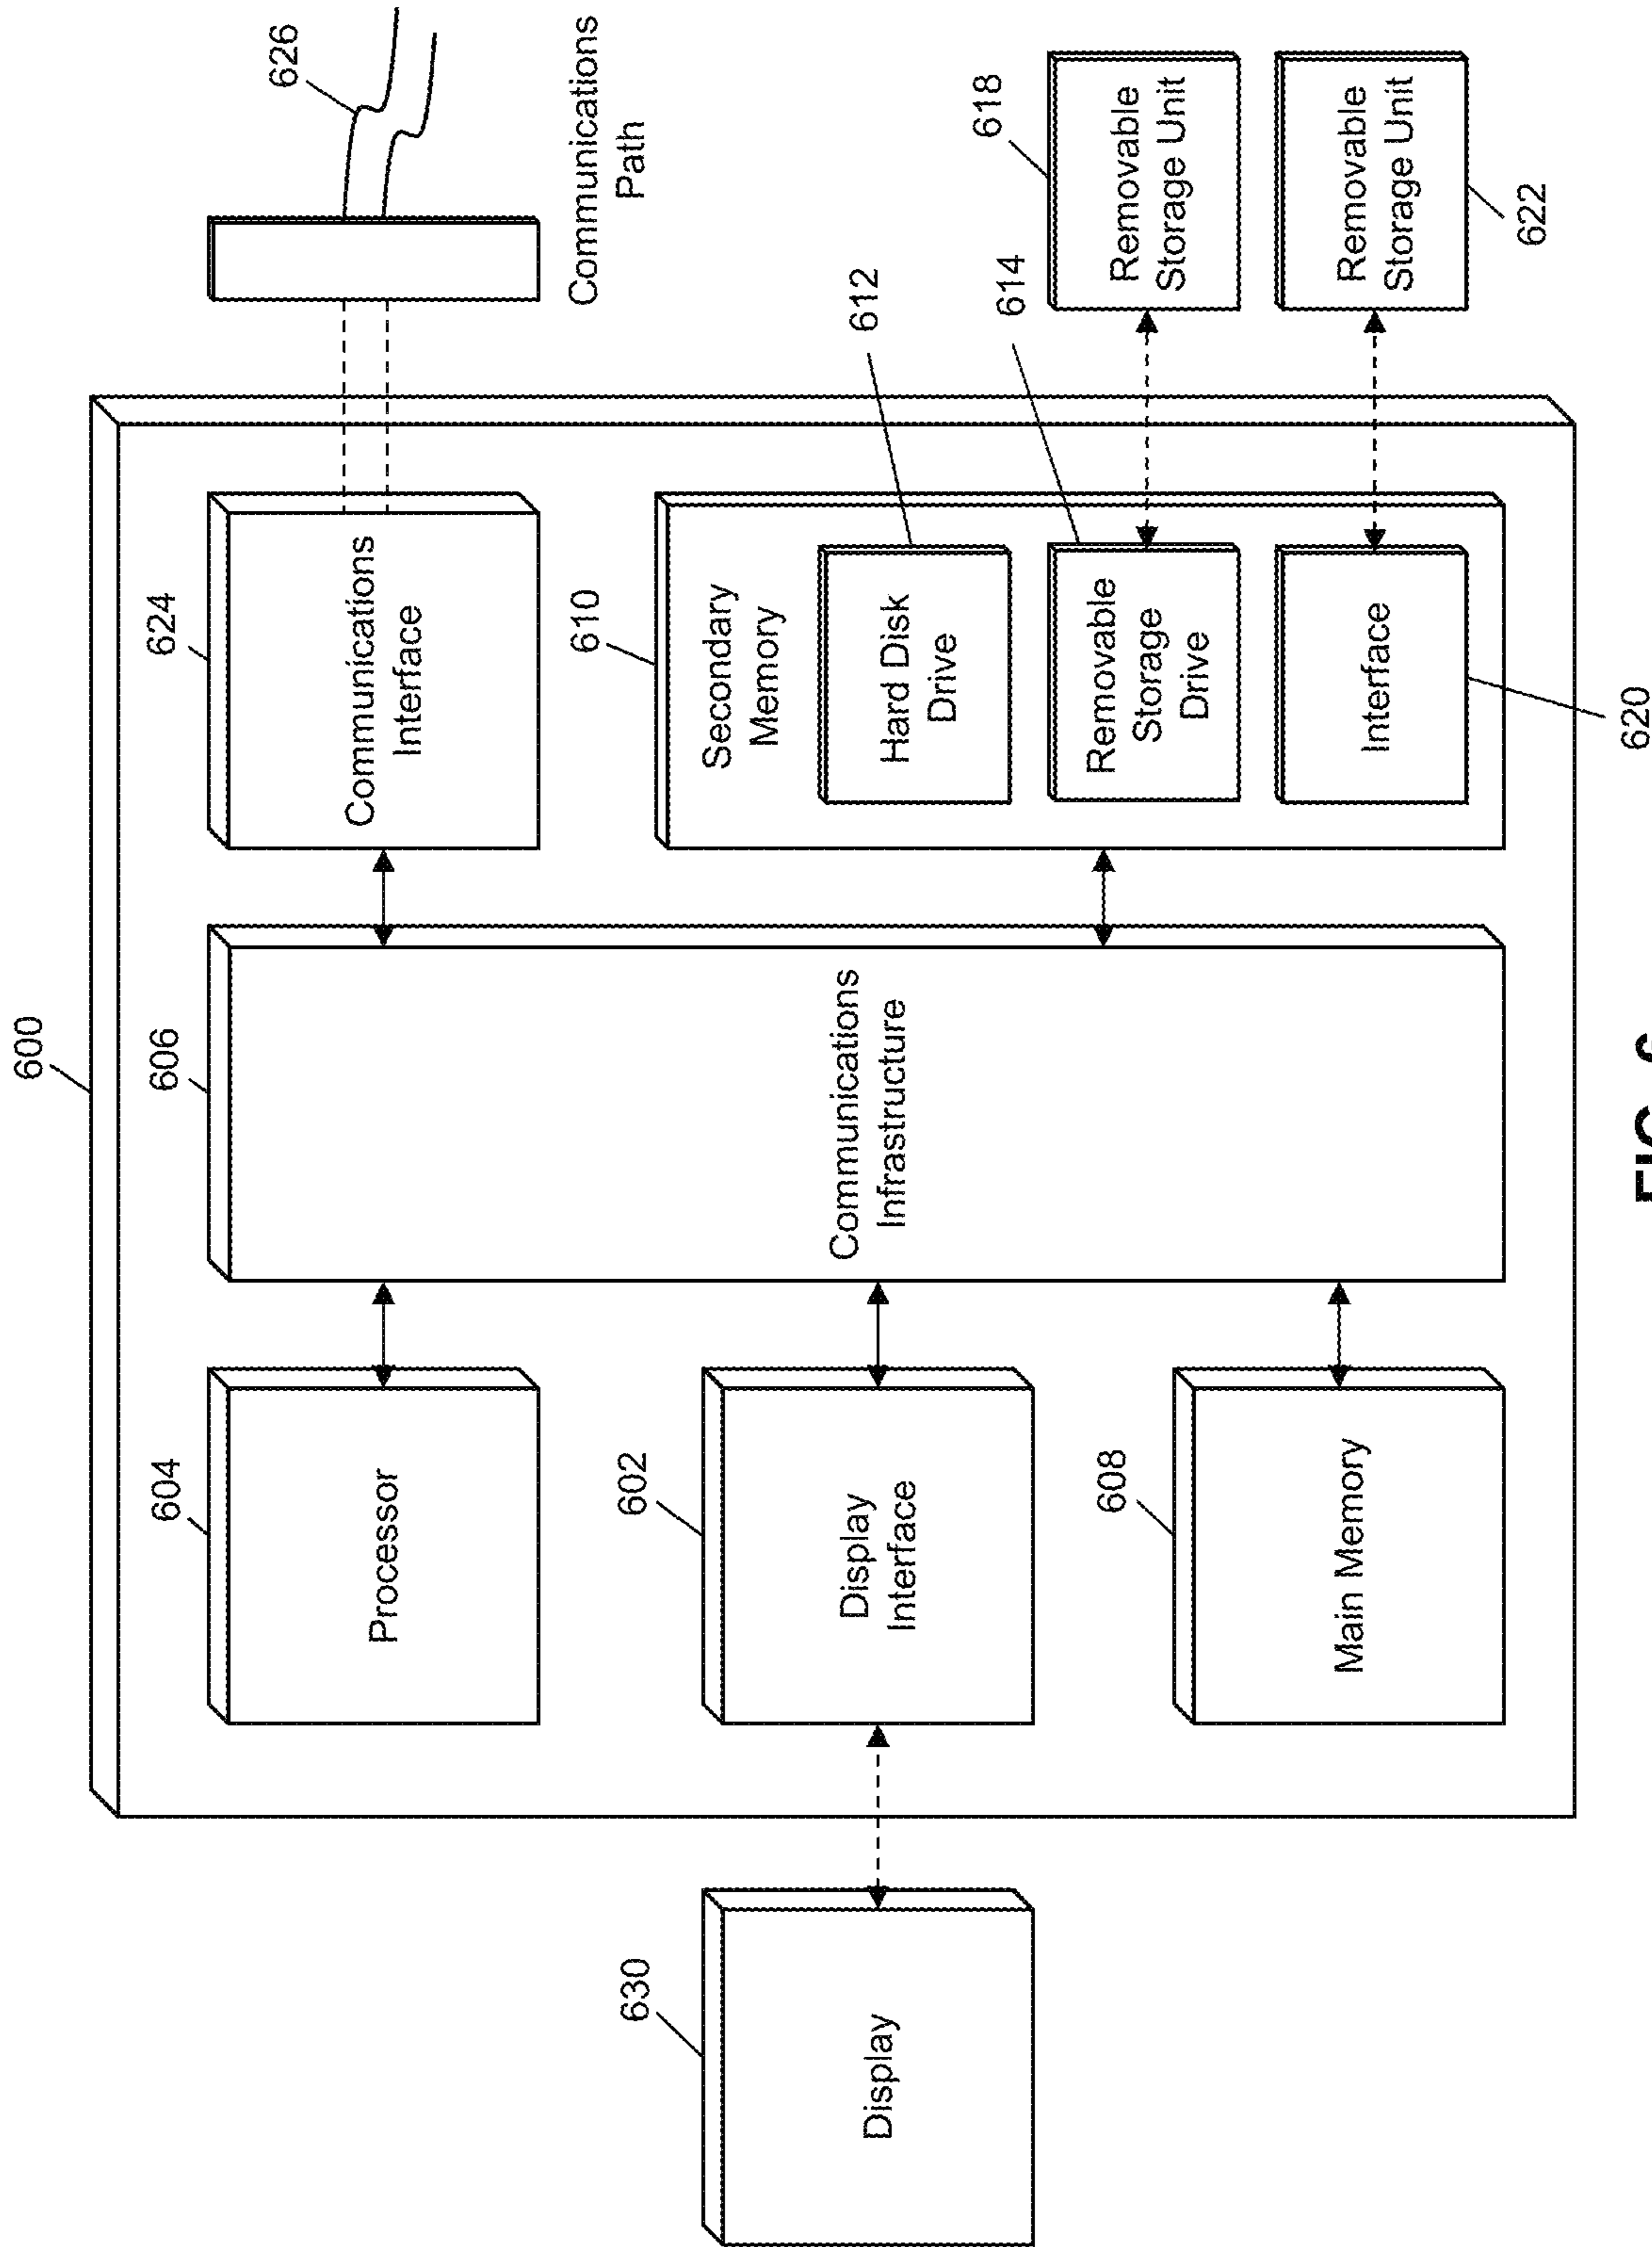 600
604
Processor
606
Communications
Infrastructure
624
Communications
Interface
626
Communications
Path
630
Display
602
Display
Interface
610
Secondary
Memory
612
Hard Disk
Drive
614
Removable
Storage
Drive
618
Removable
Storage Unit
608
Main Memory
Interface
620
Removable
Storage Unit
622
FIG. 6